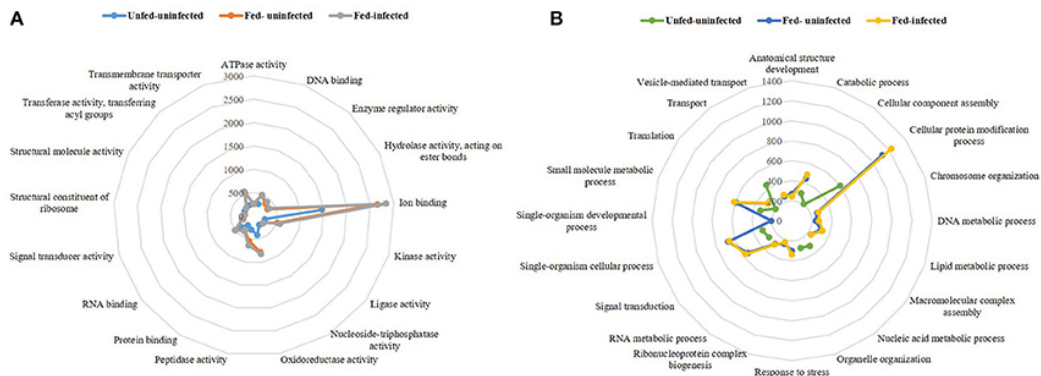 A
Unfed-uninfected
Fed- uninfected
Fed-infected
ATPase activity
DNA binding
Enzyme regulator activity
Hydrolase activity, acting on
ester bonds
Ion binding
Kinase activity
Ligase activity
Nucleoside-triphosphatase
activity
Oxidoreductase activity
Peptidase activity
Protein binding
RNA binding
Signal transducer activity
Structural constituent of
ribosome
Structural molecule activity
Transferase activity, transferring
acyl groups
Transmembrane transporter
activity
3000
2500
2000
1500
1000
500
0
B
Unfed-uninfected
Fed- uninfected
Fed-infected
Anatomical structure
development
Catabolic process
Cellular component assembly
Cellular protein modification
process
Chromosome organization
DNA metabolic process
Lipid metabolic process
Macromolecular complex
assembly
Nucleic acid metabolic process
Organelle organization
Response to stress
Ribonucleoprotein complex
biogenesis
RNA metabolic process
Signal transduction
Single-organism cellular process
Single-organism developmental
process
Small molecule metabolic
process
Translation
Transport
Vesicle-mediated transport
1400
1200
1000
800
600
400
200
0